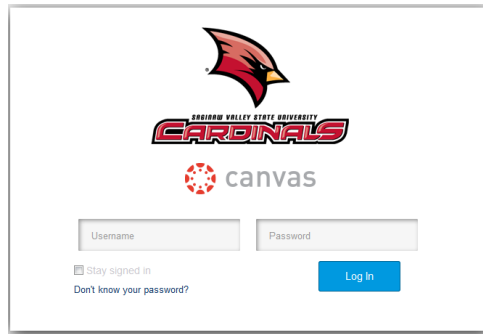 SAGINAW VALLEY STATE UNIVERSITY
CARDINALS
canvas
Username
Password
Stay signed in
Log In
Don't know your password?